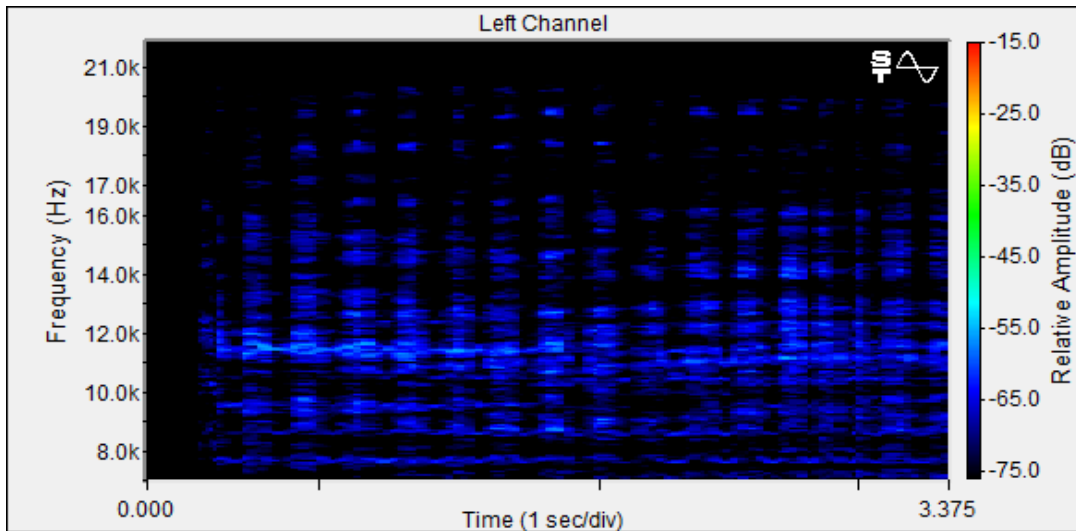 Left Channel
S
T
21.0k
19.0k
17.0k
16.0k
14.0k
12.0k
10.0k
8.0k
Frequency (Hz)
0.000
Time (1 sec/div)
3.375
-15.0
-25.0
-35.0
-45.0
-55.0
-65.0
-75.0
Relative Amplitude (dB)